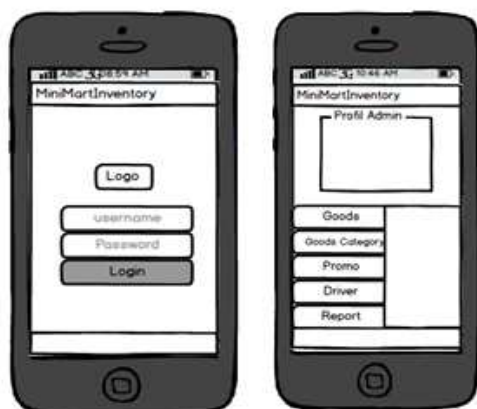 ABC 3G 08:59 AM
MiniMartInventory
Logo
username
Password
Login
ABC 3G 10:46 AM
MiniMartInventory
Profil Admin
Goods
Goods Category
Promo
Driver
Report